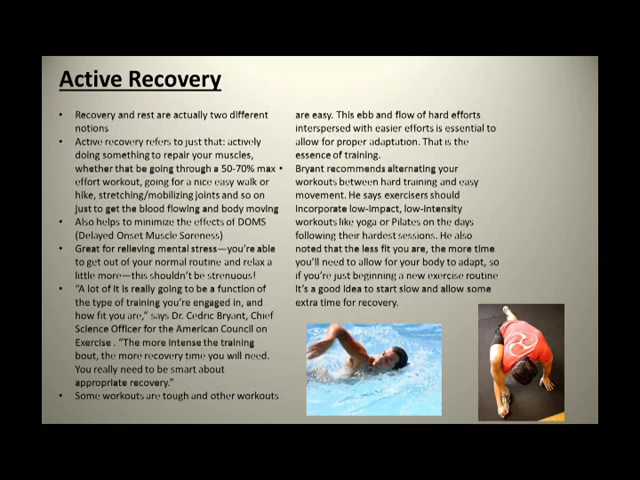 Active Recovery
• Recovery and rest are actually two different
notions
• Active recovery refers to just that: actively
doing something to repair your muscles,
whether that be going through a 50-70% max
effort workout, going for a nice easy walk or
hike, stretching/mobilizing joints and so on
just to get the blood flowing and body moving
• Also helps to minimize the effects of DOMS
(Delayed Onset Muscle Soreness)
• Great for relieving mental stress—you're able
to get out of your normal routine and relax a
little more—this shouldn't be strenuous!
• "A lot of it is really going to be a function of
the type of training you're engaged in, and
how fit you are," says Dr. Cedric Bryant, Chief
Science Officer for the American Council on
Exercise . "The more intense the training
bout, the more recovery time you will need.
You really need to be smart about
appropriate recovery."
• Some workouts are tough and other workouts
are easy. This ebb and flow of hard efforts
interspersed with easier efforts is essential to
allow for proper adaptation. That is the
essence of training.
• Bryant recommends alternating your
workouts between hard training and easy
movement. He says exercisers should
incorporate low-impact, low-intensity
workouts like yoga or Pilates on the days
following their hardest sessions. He also
noted that the less fit you are, the more time
you'll need to allow for your body to adapt, so
if you're just beginning a new exercise routine
it's a good idea to start slow and allow some
extra time for recovery.